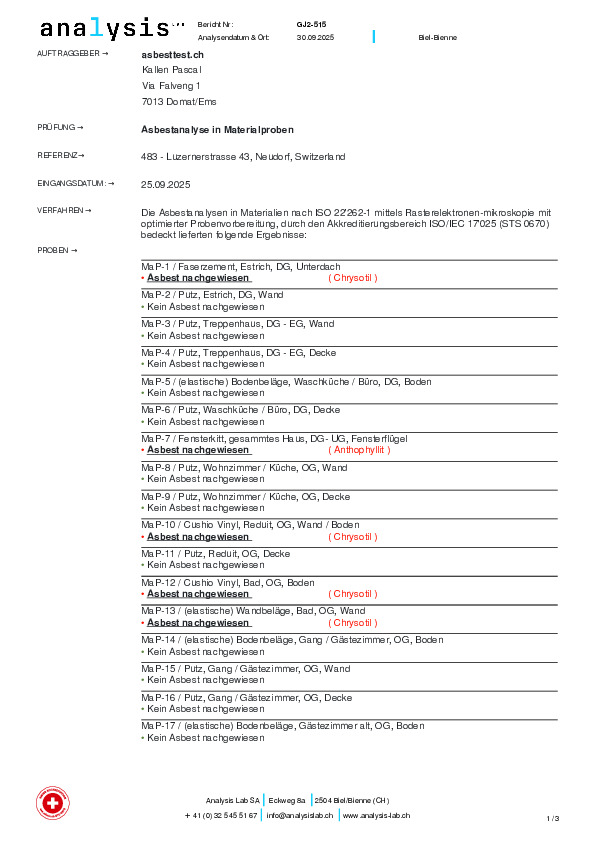 analysis
Bericht Nr: GJ2-515
Analysendatum & Ort: 30.09.2025 Biel-Bienne
AUFTRAGGEBER → asbesttest.ch
Kallen Pascal
Via Falveng 1
7013 Domat/Ems
PRÜFUNG → Asbestanalyse in Materialproben
REFERENZ → 483 - Luzernerstrasse 43, Neudorf, Switzerland
EINGANGSDATUM: → 25.09.2025
VERFAHREN → Die Asbestanalysen in Materialien nach ISO 22'262-1 mittels Rasterelektronen-mikroskopie mit
optimierter Probenvorbereitung, durch den Akkreditierungsbereich ISO/IEC 17'025 (STS 0670)
bedeckt lieferten folgende Ergebnisse:
PROBEN →
MaP-1 / Faserzement, Estrich, DG, Unterdach
• Asbest nachgewiesen ( Chrysotil )
MaP-2 / Putz, Estrich, DG, Wand
• Kein Asbest nachgewiesen
MaP-3 / Putz, Treppenhaus, DG - EG, Wand
• Kein Asbest nachgewiesen
MaP-4 / Putz, Treppenhaus, DG - EG, Decke
• Kein Asbest nachgewiesen
MaP-5 / (elastische) Bodenbeläge, Waschküche / Büro, DG, Boden
• Kein Asbest nachgewiesen
MaP-6 / Putz, Waschküche / Büro, DG, Decke
• Kein Asbest nachgewiesen
MaP-7 / Fensterkitt, gesammtes Haus, DG- UG, Fensterflügel
• Asbest nachgewiesen ( Anthophyllit )
MaP-8 / Putz, Wohnzimmer / Küche, OG, Wand
• Kein Asbest nachgewiesen
MaP-9 / Putz, Wohnzimmer / Küche, OG, Decke
• Kein Asbest nachgewiesen
MaP-10 / Cushio Vinyl, Reduit, OG, Wand / Boden
• Asbest nachgewiesen ( Chrysotil )
MaP-11 / Putz, Reduit, OG, Decke
• Kein Asbest nachgewiesen
MaP-12 / Cushio Vinyl, Bad, OG, Boden
• Asbest nachgewiesen ( Chrysotil )
MaP-13 / (elastische) Wandbeläge, Bad, OG, Wand
• Asbest nachgewiesen ( Chrysotil )
MaP-14 / (elastische) Bodenbeläge, Gang / Gästezimmer, OG, Boden
• Kein Asbest nachgewiesen
MaP-15 / Putz, Gang / Gästezimmer, OG, Wand
• Kein Asbest nachgewiesen
MaP-16 / Putz, Gang / Gästezimmer, OG, Decke
• Kein Asbest nachgewiesen
MaP-17 / (elastische) Bodenbeläge, Gästezimmer alt, OG, Boden
• Kein Asbest nachgewiesen
Analysis Lab SA | Eckweg 8a | 2504 Biel/Bienne (CH)
+ 41 (0) 32 545 51 67 | info@analysislab.ch | www.analysis-lab.ch
1 / 3